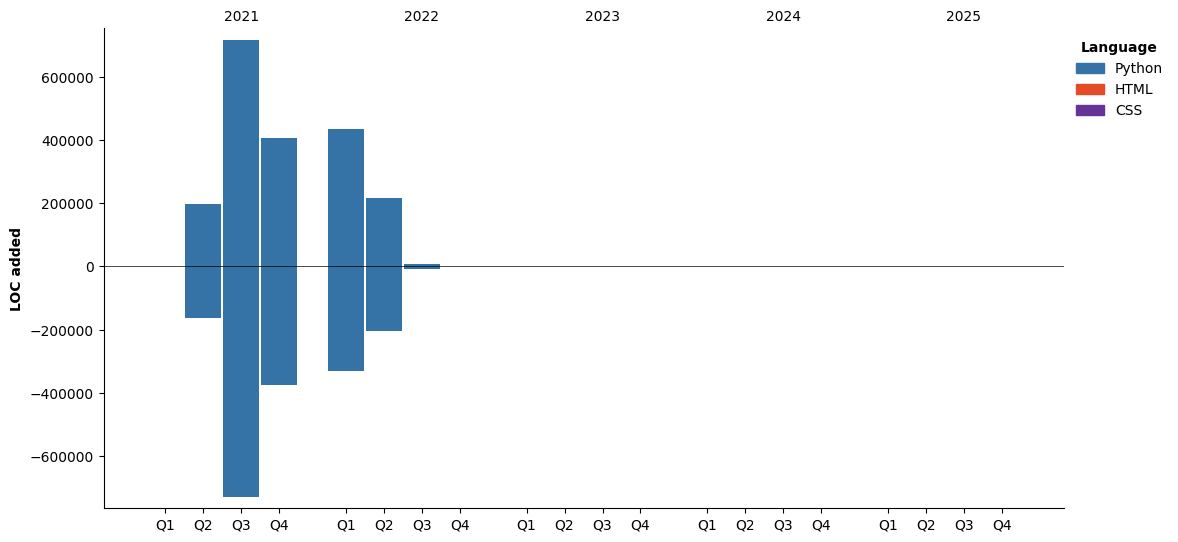 2021 2022 2023 2024 2025
Language
Python
HTML
CSS
LOC added
600000
400000
200000
0
−200000
−400000
−600000
Q1 Q2 Q3 Q4 Q1 Q2 Q3 Q4 Q1 Q2 Q3 Q4 Q1 Q2 Q3 Q4 Q1 Q2 Q3 Q4